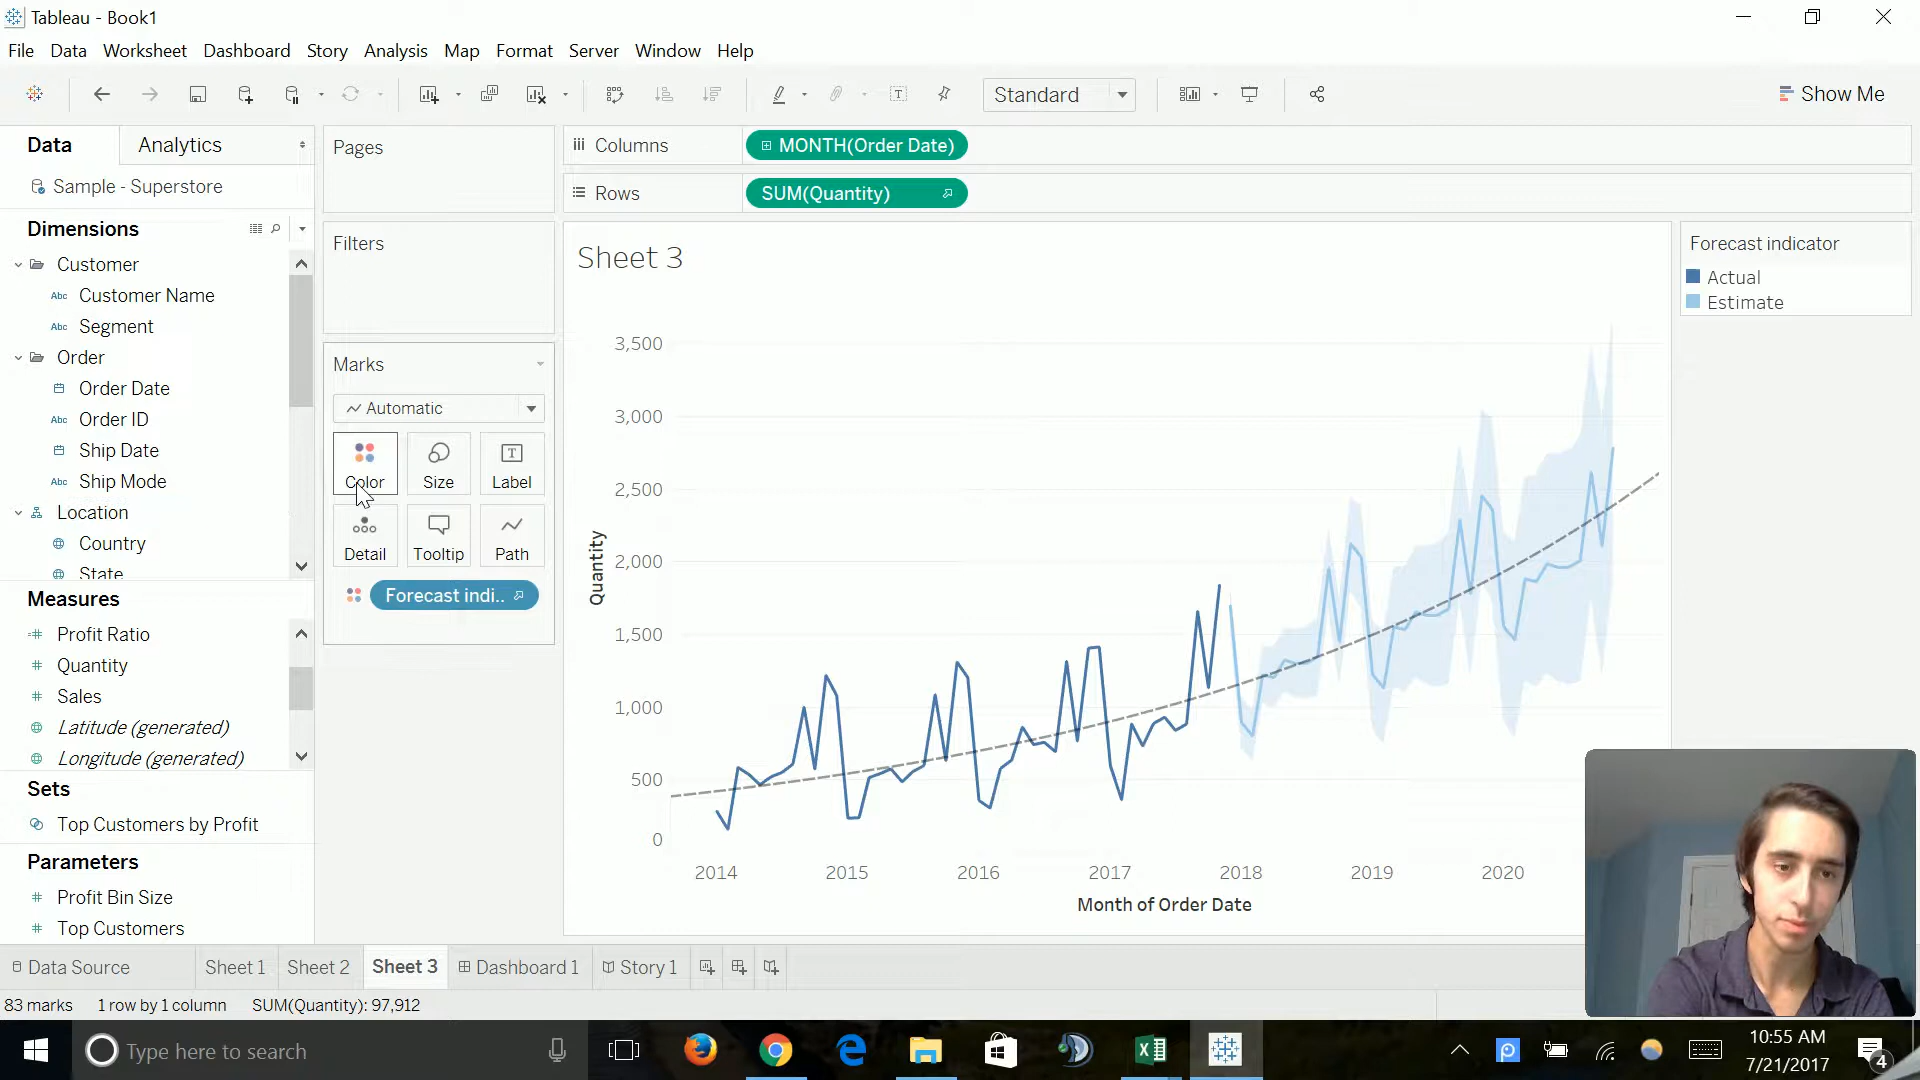 Tableau - Book1
File Data Worksheet Dashboard Story Analysis Map Format Server Window Help
Standard
Show Me
Data Analytics
Sample - Superstore
Dimensions
Customer
Abc Customer Name
Abc Segment
Order
Order Date
Abc Order ID
Ship Date
Abc Ship Mode
Location
Country
State
Measures
Profit Ratio
Quantity
Sales
Latitude (generated)
Longitude (generated)
Sets
Top Customers by Profit
Parameters
Profit Bin Size
Top Customers
Pages
Filters
Marks
Automatic
Color Size Label
Detail Tooltip Path
Forecast indi..
Columns MONTH(Order Date)
Rows SUM(Quantity)
Sheet 3
3,500
3,000
2,500
2,000
1,500
1,000
500
0
Quantity
2014 2015 2016 2017 2018 2019 2020
Month of Order Date
Forecast indicator
Actual
Estimate
Data Source Sheet 1 Sheet 2 Sheet 3 Dashboard 1 Story 1
83 marks 1 row by 1 column SUM(Quantity): 97,912
Type here to search
10:55 AM
7/21/2017
4